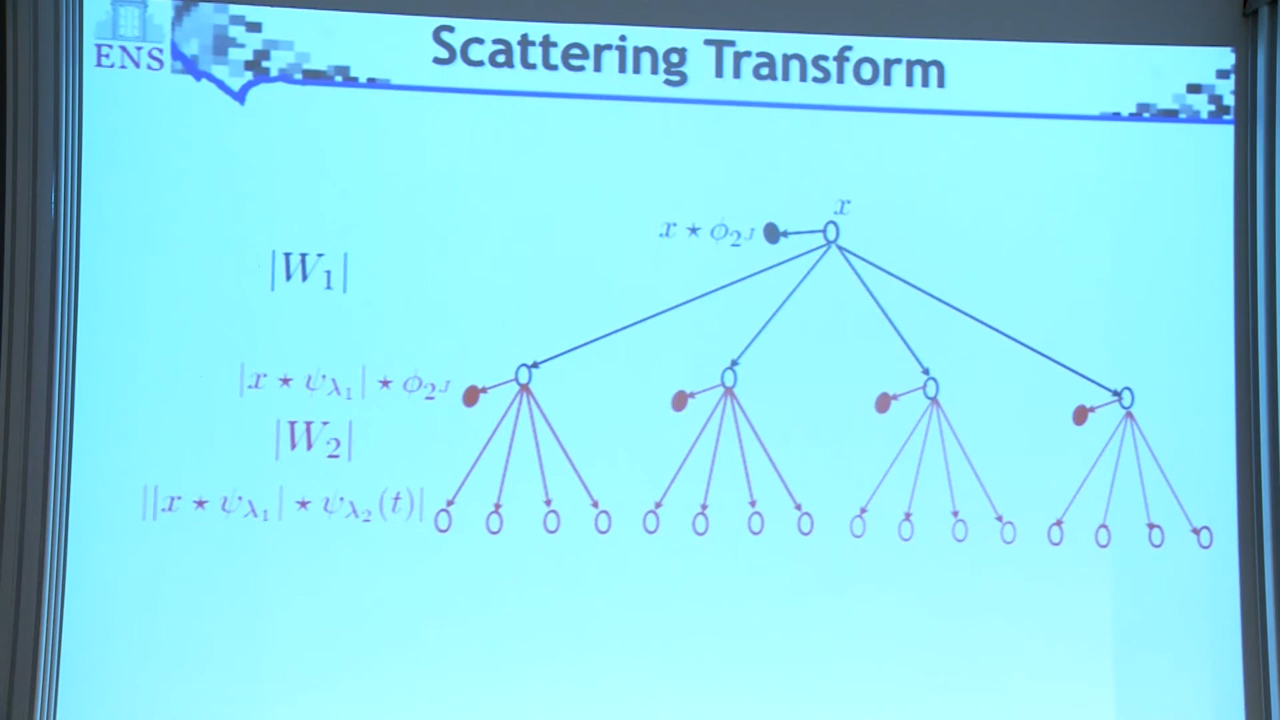 ENS
Scattering Transform
x
x ⋆ ϕ_{2^J}
|W_1|
|x ⋆ ψ_{λ_1}| ⋆ ϕ_{2^J}
|W_2|
||x ⋆ ψ_{λ_1}| ⋆ ψ_{λ_2}(t)|